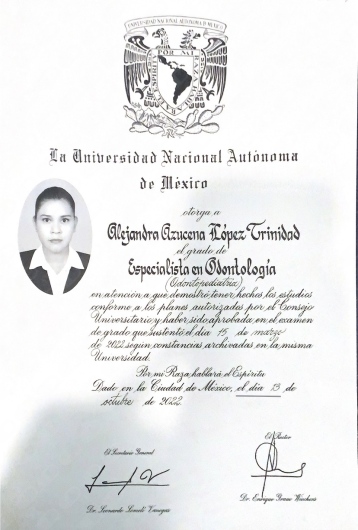 UNIVERSIDAD NACIONAL AUTÓNOMA DE MÉXICO
POR MI RAZA HABLARÁ EL ESPÍRITU
La Universidad Nacional Autónoma
de México
otorga a
Alejandra Azucena López Trinidad
el grado de
Especialista en Odontología
(Odontopediatría)
en atención a que demostró tener hechos los estudios
conforme a los planes autorizados por el Consejo
Universitario y haber sido aprobada en el examen
de grado que sustentó el día 15 de marzo
de 2022 según constancias archivadas en la misma
Universidad.
Por mi Raza hablará el Espíritu
Dado en la Ciudad de México, el día 13 de
octubre de 2022.
El Secretario General
El Rector
Dr. Leonardo Lomelí Vanegas
Dr. Enrique Graue Wiechers